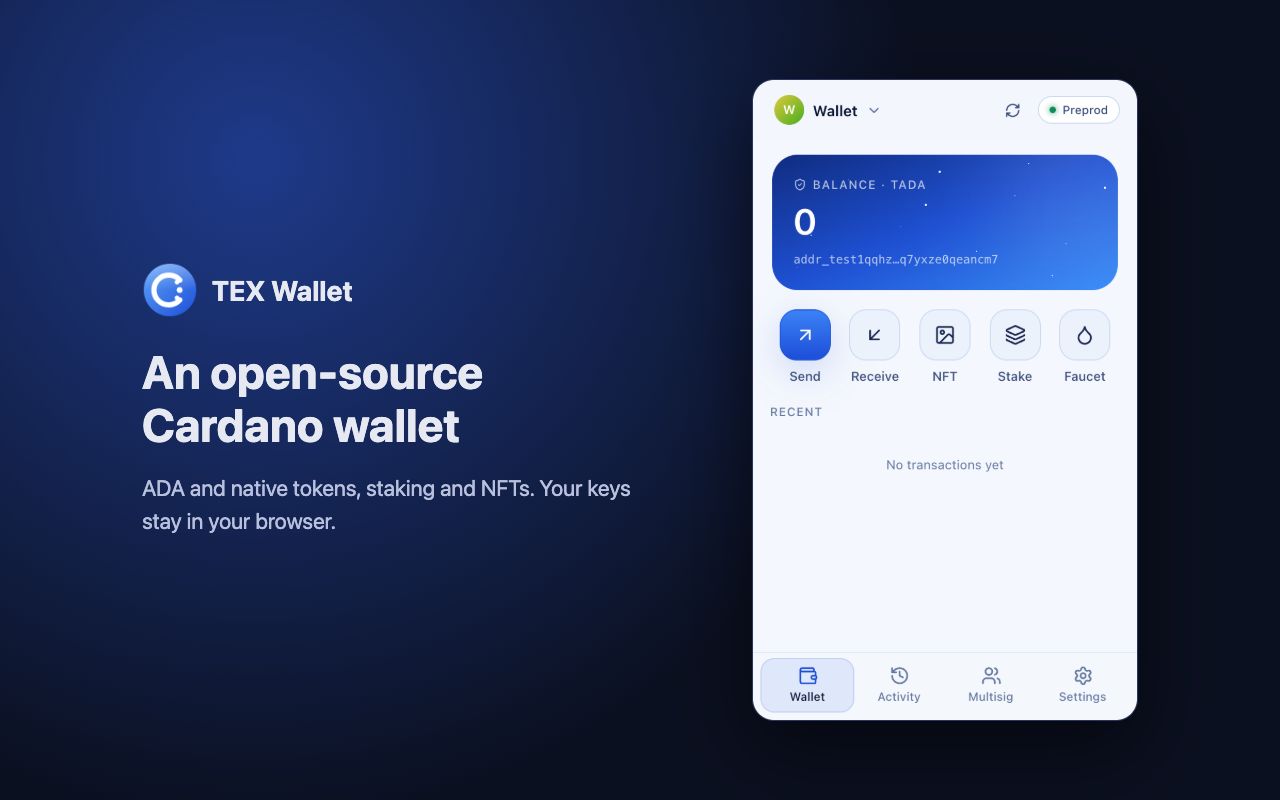 TEX Wallet
An open-source
Cardano wallet
ADA and native tokens, staking and NFTs. Your keys
stay in your browser.
W
Wallet
Preprod
BALANCE · TADA
0
addr_test1qqhz…q7yxze0qeancm7
Send
Receive
NFT
Stake
Faucet
RECENT
No transactions yet
Wallet
Activity
Multisig
Settings